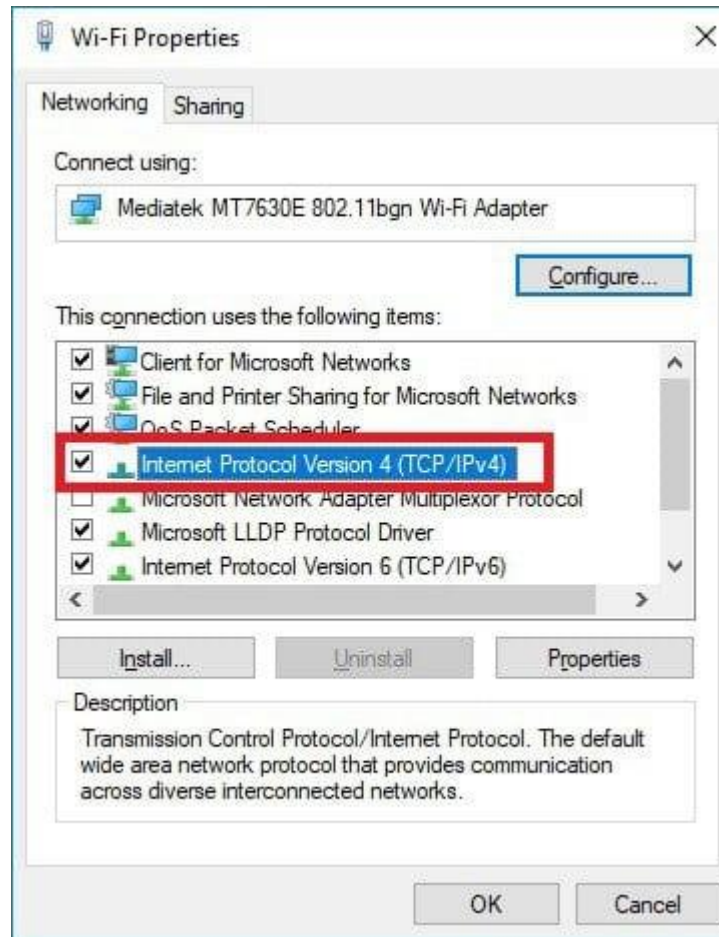 Wi-Fi Properties
Networking
Sharing
Connect using:
Mediatek MT7630E 802.11bgn Wi-Fi Adapter
Configure...
This connection uses the following items:
Client for Microsoft Networks
File and Printer Sharing for Microsoft Networks
QoS Packet Scheduler
Internet Protocol Version 4 (TCP/IPv4)
Microsoft Network Adapter Multiplexor Protocol
Microsoft LLDP Protocol Driver
Internet Protocol Version 6 (TCP/IPv6)
Install...
Uninstall
Properties
Description
Transmission Control Protocol/Internet Protocol. The default
wide area network protocol that provides communication
across diverse interconnected networks.
OK
Cancel